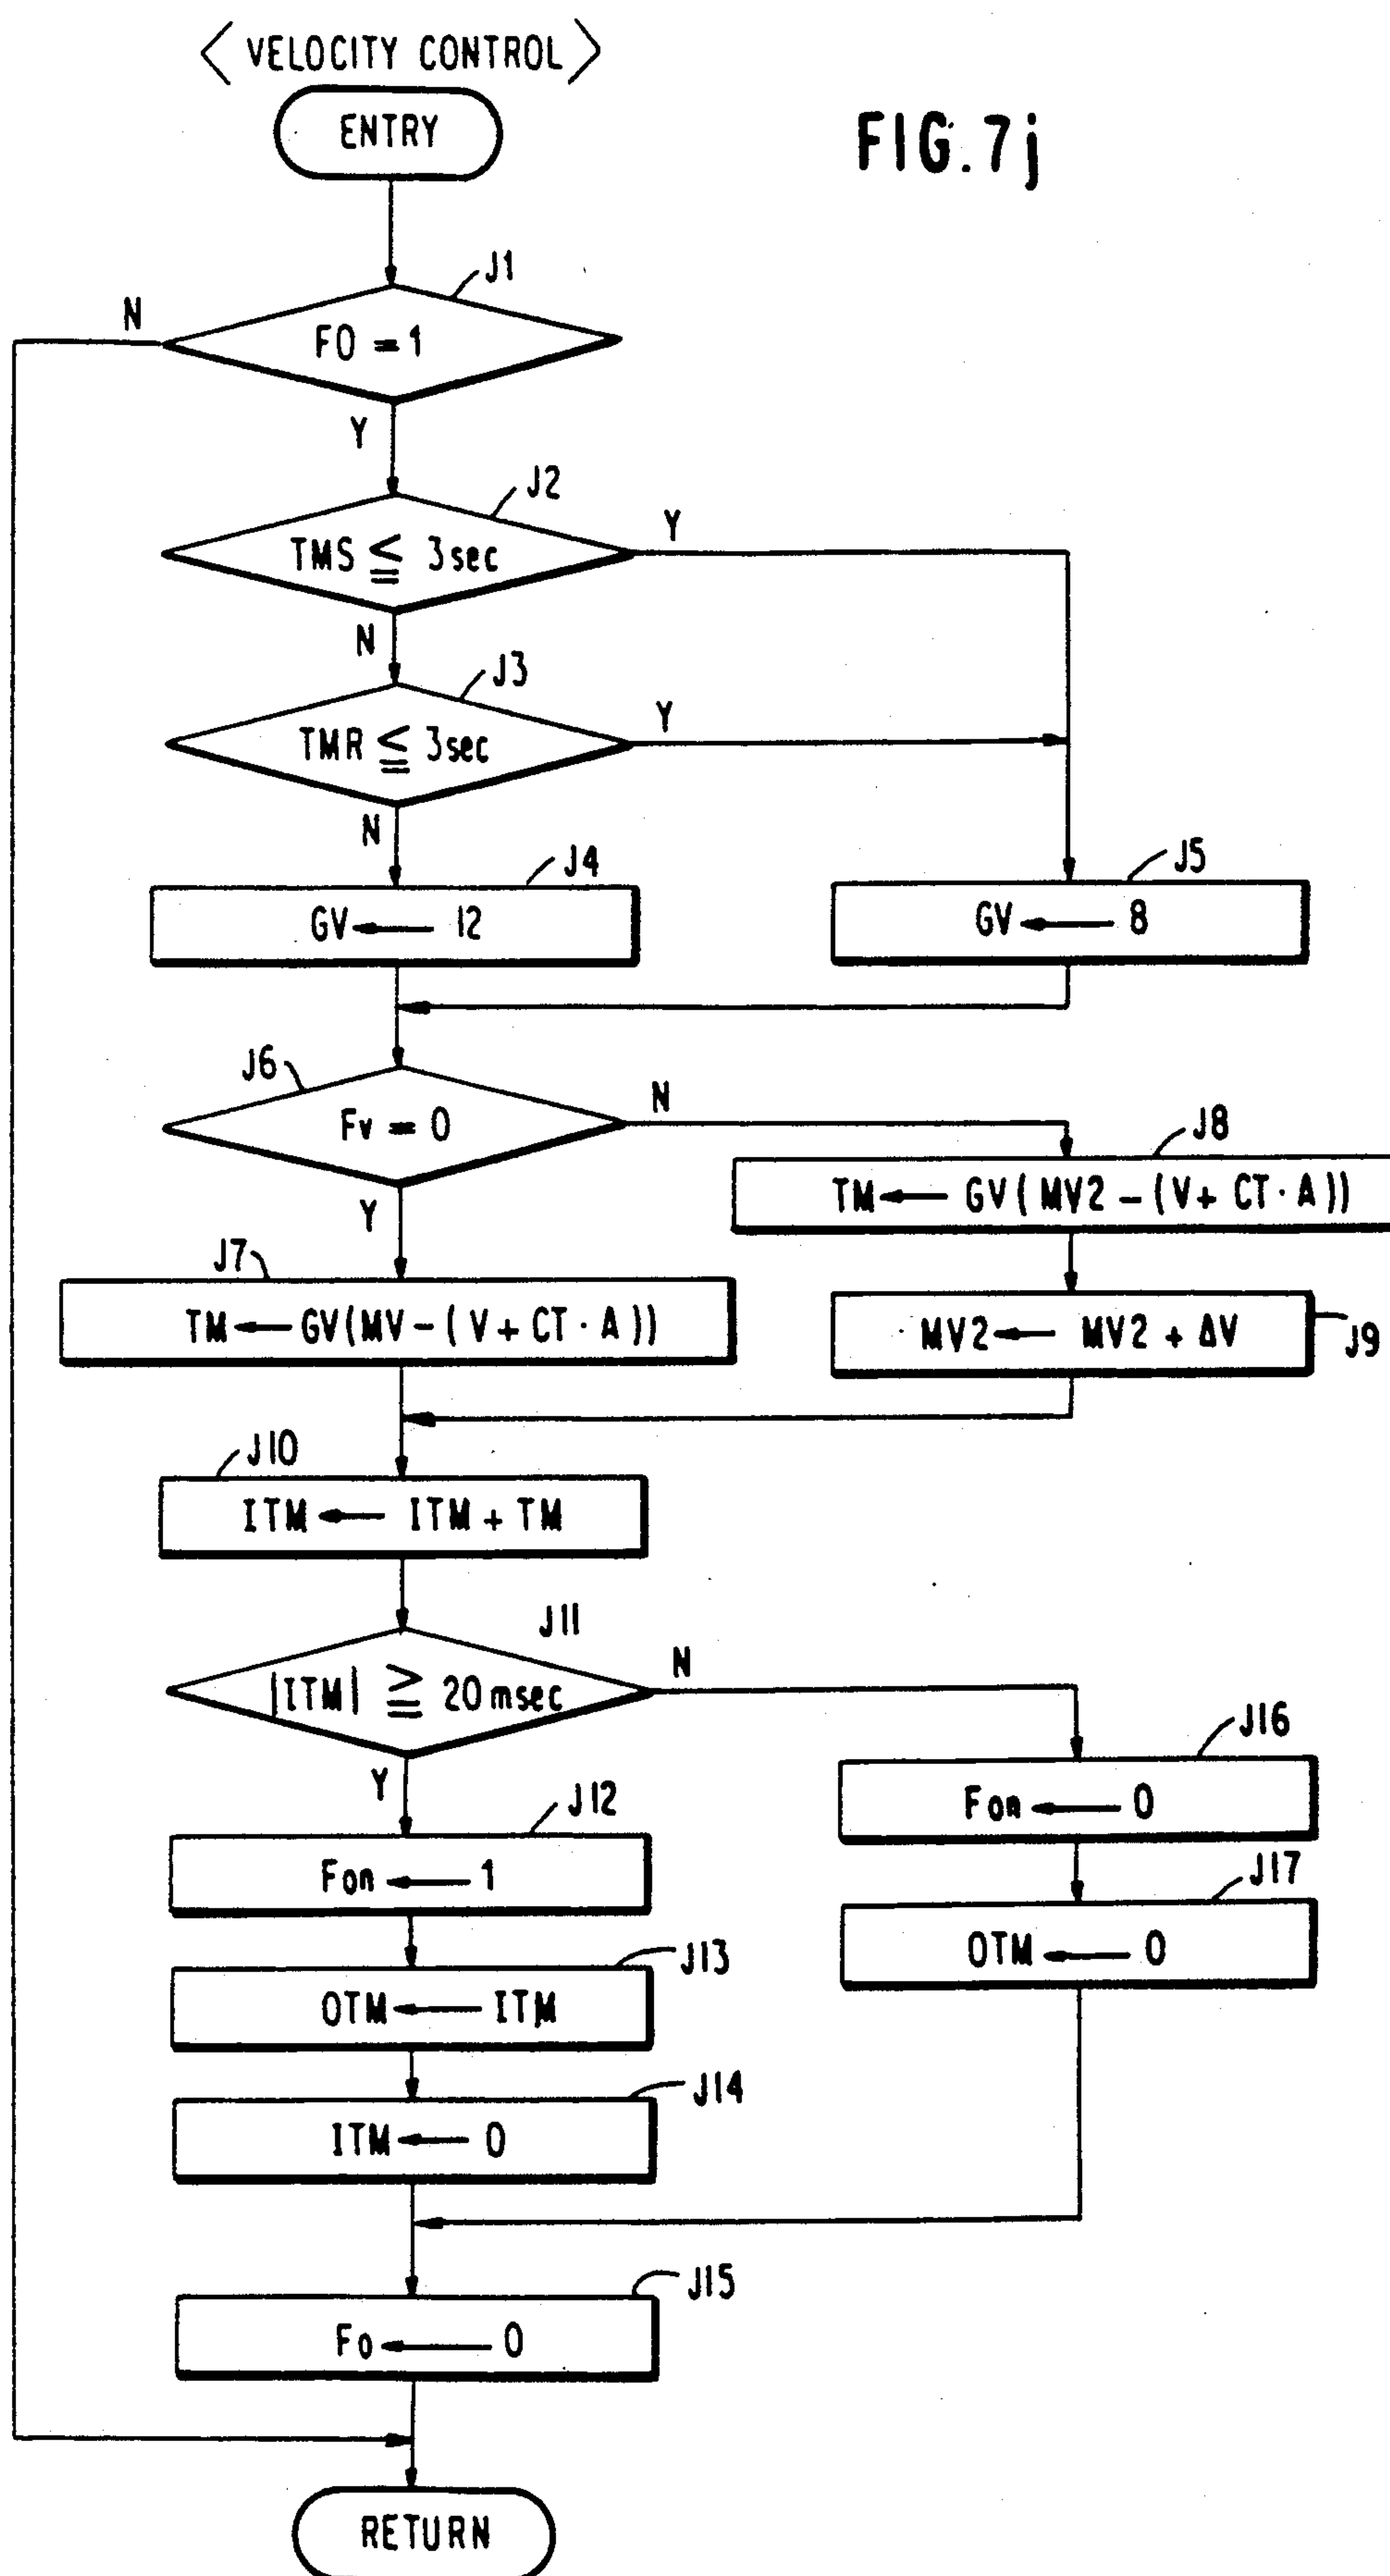 〈 VELOCITY CONTROL 〉
ENTRY
FIG. 7j
J1
N
F0 = 1
Y
J2
TMS ≦ 3sec
Y
N
J3
TMR ≦ 3sec
Y
N
J4
GV ← 12
J5
GV ← 8
J6
Fv = 0
N
Y
J8
TM ← GV ( MV2 - (V + CT · A ))
J7
TM ← GV(MV - ( V + CT · A ))
MV2 ← MV2 + ΔV
J9
J10
ITM ← ITM + TM
J11
|ITM| ≧ 20msec
N
Y
J16
Fon ← 0
J12
Fon ← 1
J17
OTM ← 0
J13
OTM ← ITM
J14
ITM ← 0
J15
Fo ← 0
RETURN